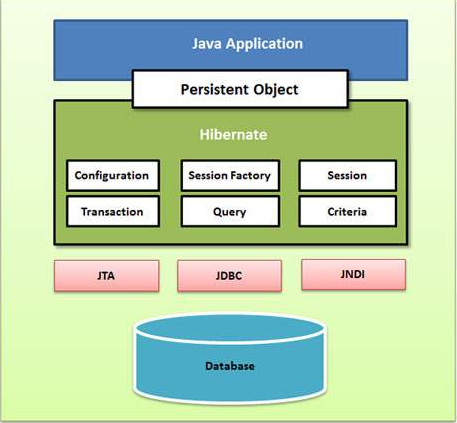 Java Application
Persistent Object
Hibernate
Configuration
Session Factory
Session
Transaction
Query
Criteria
JTA
JDBC
JNDI
Database